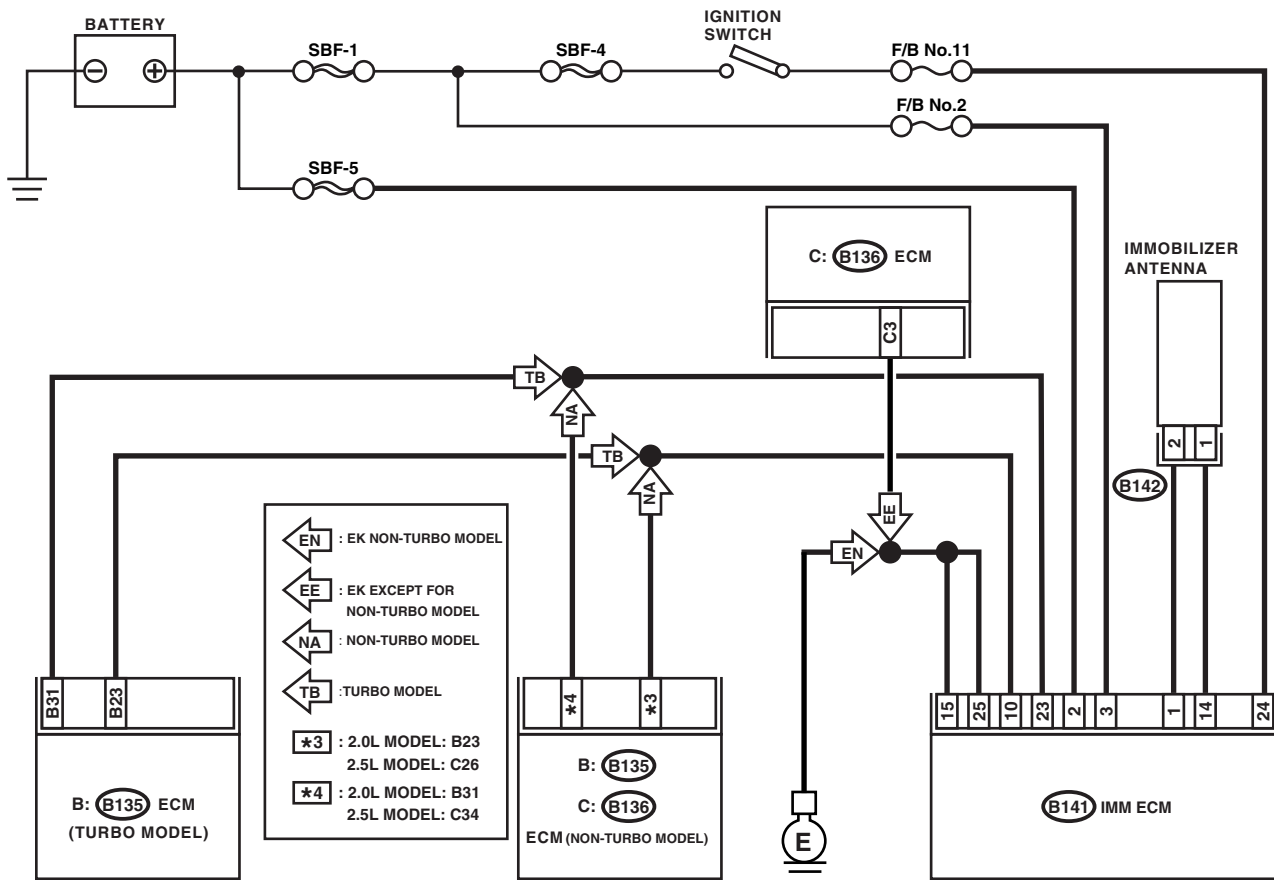 BATTERY
IGNITION
SWITCH
SBF-1
SBF-4
F/B No.11
F/B No.2
SBF-5
C: B136 ECM
C3
IMMOBILIZER
ANTENNA
2 1
B142
TB
NA
TB
NA
EE
EN
EN : EK NON-TURBO MODEL
EE : EK EXCEPT FOR
NON-TURBO MODEL
NA : NON-TURBO MODEL
TB :TURBO MODEL
*3 : 2.0L MODEL: B23
2.5L MODEL: C26
*4 : 2.0L MODEL: B31
2.5L MODEL: C34
B31 B23
B: B135 ECM
(TURBO MODEL)
*4 *3
B: B135
C: B136
ECM (NON-TURBO MODEL)
E
15 25 10 23 2 3 1 14 24
B141 IMM ECM